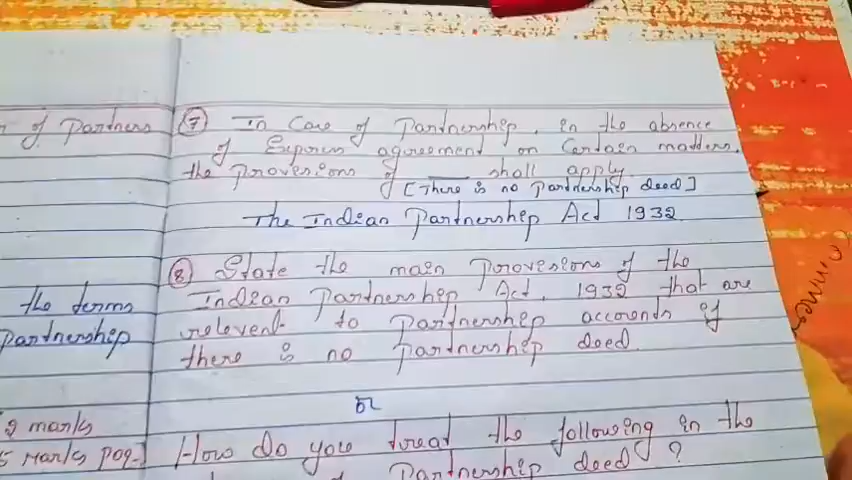 of Partners
the terms
Partnership
2 marks
5 Marks pog-]
⑦ In Case of Partnership, in the absence
of Express agreement on Certain matters,
the provisions of ____ shall apply.
[There is no Partnership deed]
The Indian Partnership Act 1932
⑧ State the main Provisions of the
Indian Partnership Act, 1932 that are
relevent to Partnership accounts if
there is no Partnership deed.
or
How do you treat the following in the
Partnership deed ?